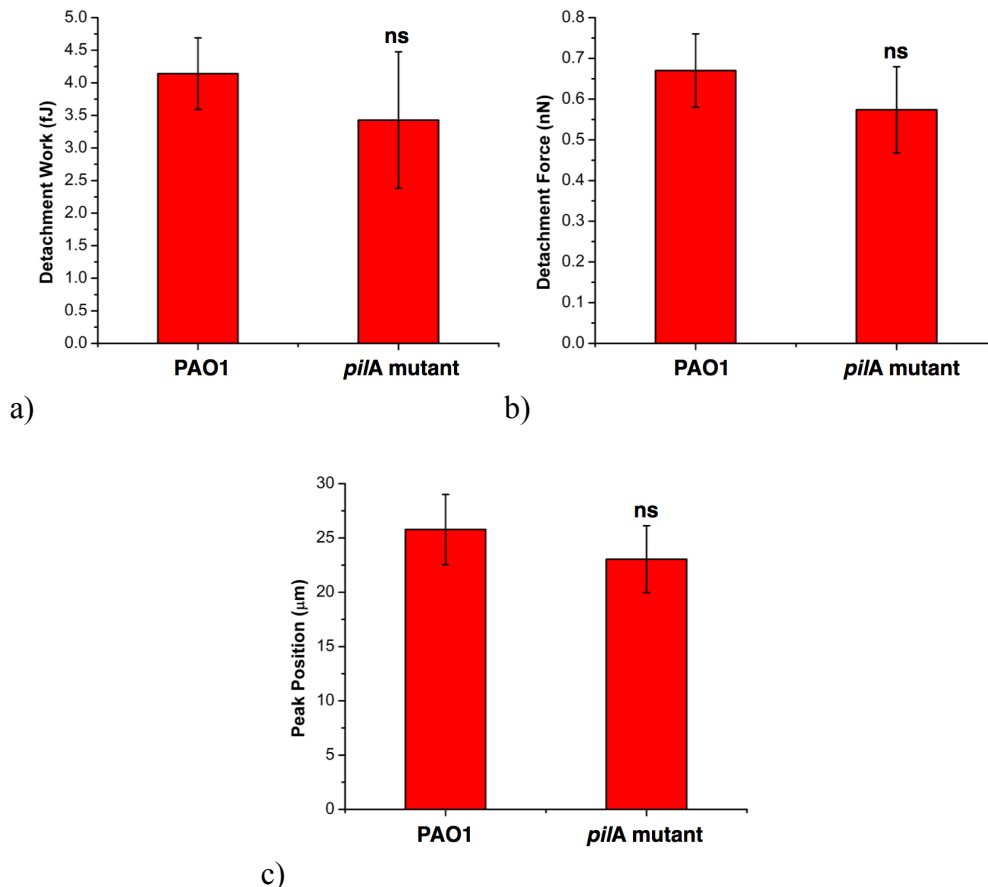 Detachment Work (fJ)
5.0
4.5
4.0
3.5
3.0
2.5
2.0
1.5
1.0
0.5
0.0
ns
PAO1
pilA mutant
a)
Detachment Force (nN)
0.8
0.7
0.6
0.5
0.4
0.3
0.2
0.1
0.0
ns
PAO1
pilA mutant
b)
Peak Position (μm)
30
25
20
15
10
5
0
ns
PAO1
pilA mutant
c)